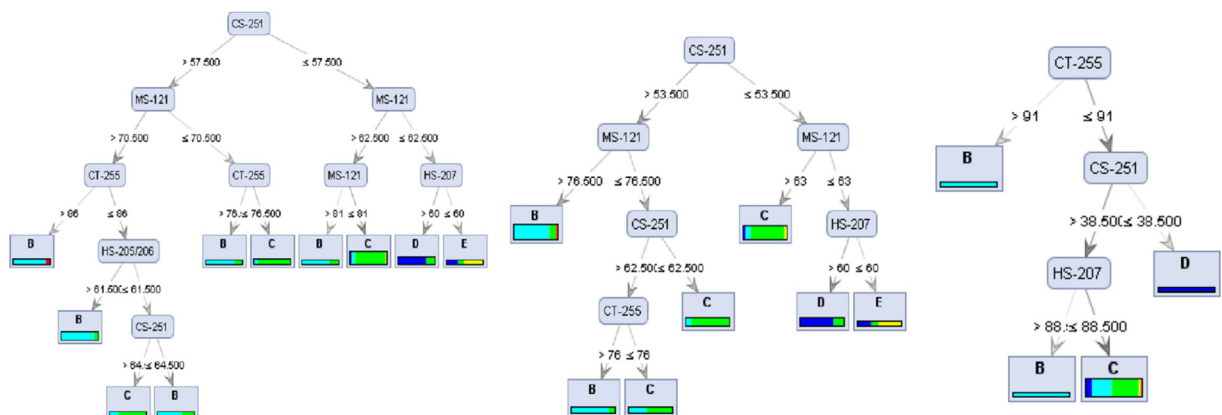 CS-251
> 57.500 ≤ 57.500
MS-121 MS-121
> 70.500 ≤ 70.500 > 62.500 ≤ 62.500
CT-255 CT-255 MS-121 HS-207
> 86 ≤ 86 > 76. ≤ 76.500 > 81 ≤ 81 > 60 ≤ 60
B HS-205/206 B C B C D E
> 61.500 ≤ 61.500
B CS-251
> 64. ≤ 64.500
C B
CS-251
> 53.500 ≤ 53.500
MS-121 MS-121
> 76.500 ≤ 76.500 > 63 ≤ 63
B CS-251 C HS-207
> 62.500 ≤ 62.500 > 60 ≤ 60
CT-255 C D E
> 76 ≤ 76
B C
CT-255
> 91 ≤ 91
B CS-251
> 38.500 ≤ 38.500
HS-207 D
> 88. ≤ 88.500
B C